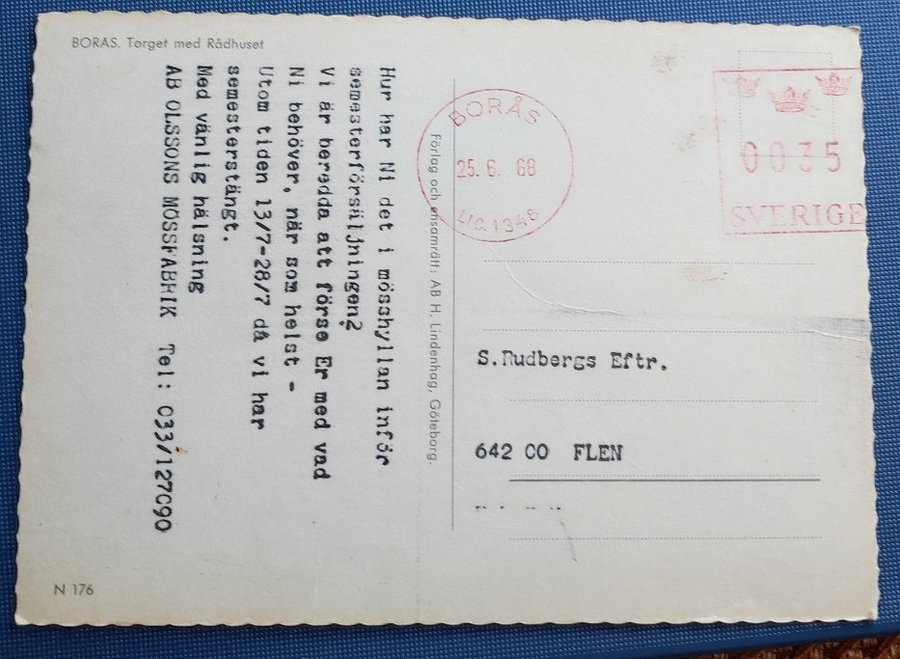 BORÅS. Torget med Rådhuset
Hur har Ni det i mösshyllan inför
semesterförsäljningen?
Vi är beredda att förse Er med vad
Ni behöver, när som helst -
Utom tiden 13/7-28/7 då vi har
semesterstängt.
Med vänlig hälsning
AB OLSSONS MÖSSFABRIK Tel: 033/127090
N 176
Förlag och ensamrätt: AB H. Lindenhag, Göteborg.
BORÅS
25. 6. 68
LIC. 1348
0035
SVERIGE
S.Rudbergs Eftr.
642 00 FLEN